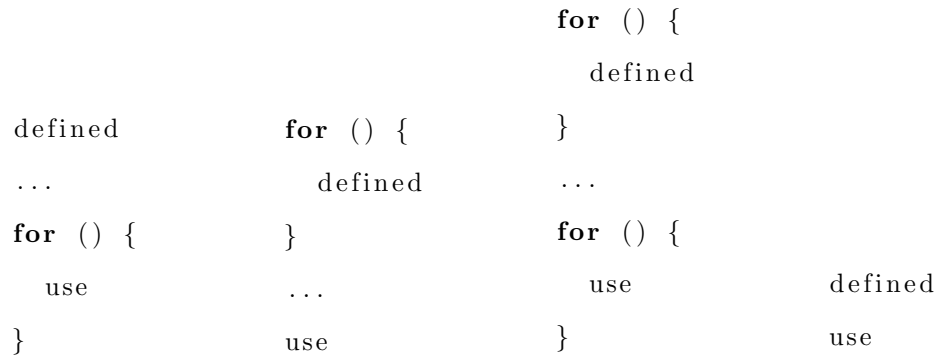 defined
...
for () {
  use
}
for () {
  defined
}
...
use
for () {
  defined
}
...
for () {
  use
}
defined
use